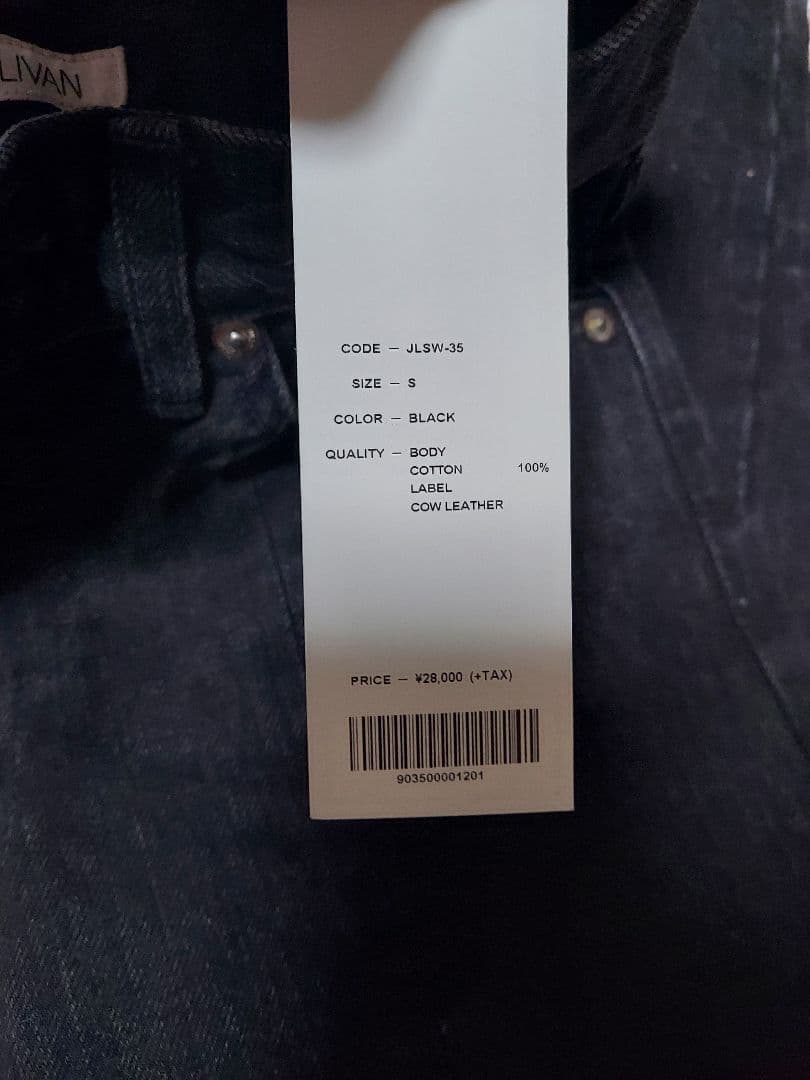 LIVAN
CODE — JLSW-35
SIZE — S
COLOR — BLACK
QUALITY — BODY
COTTON 100%
LABEL
COW LEATHER
PRICE — ¥28,000 (+TAX)
903500001201